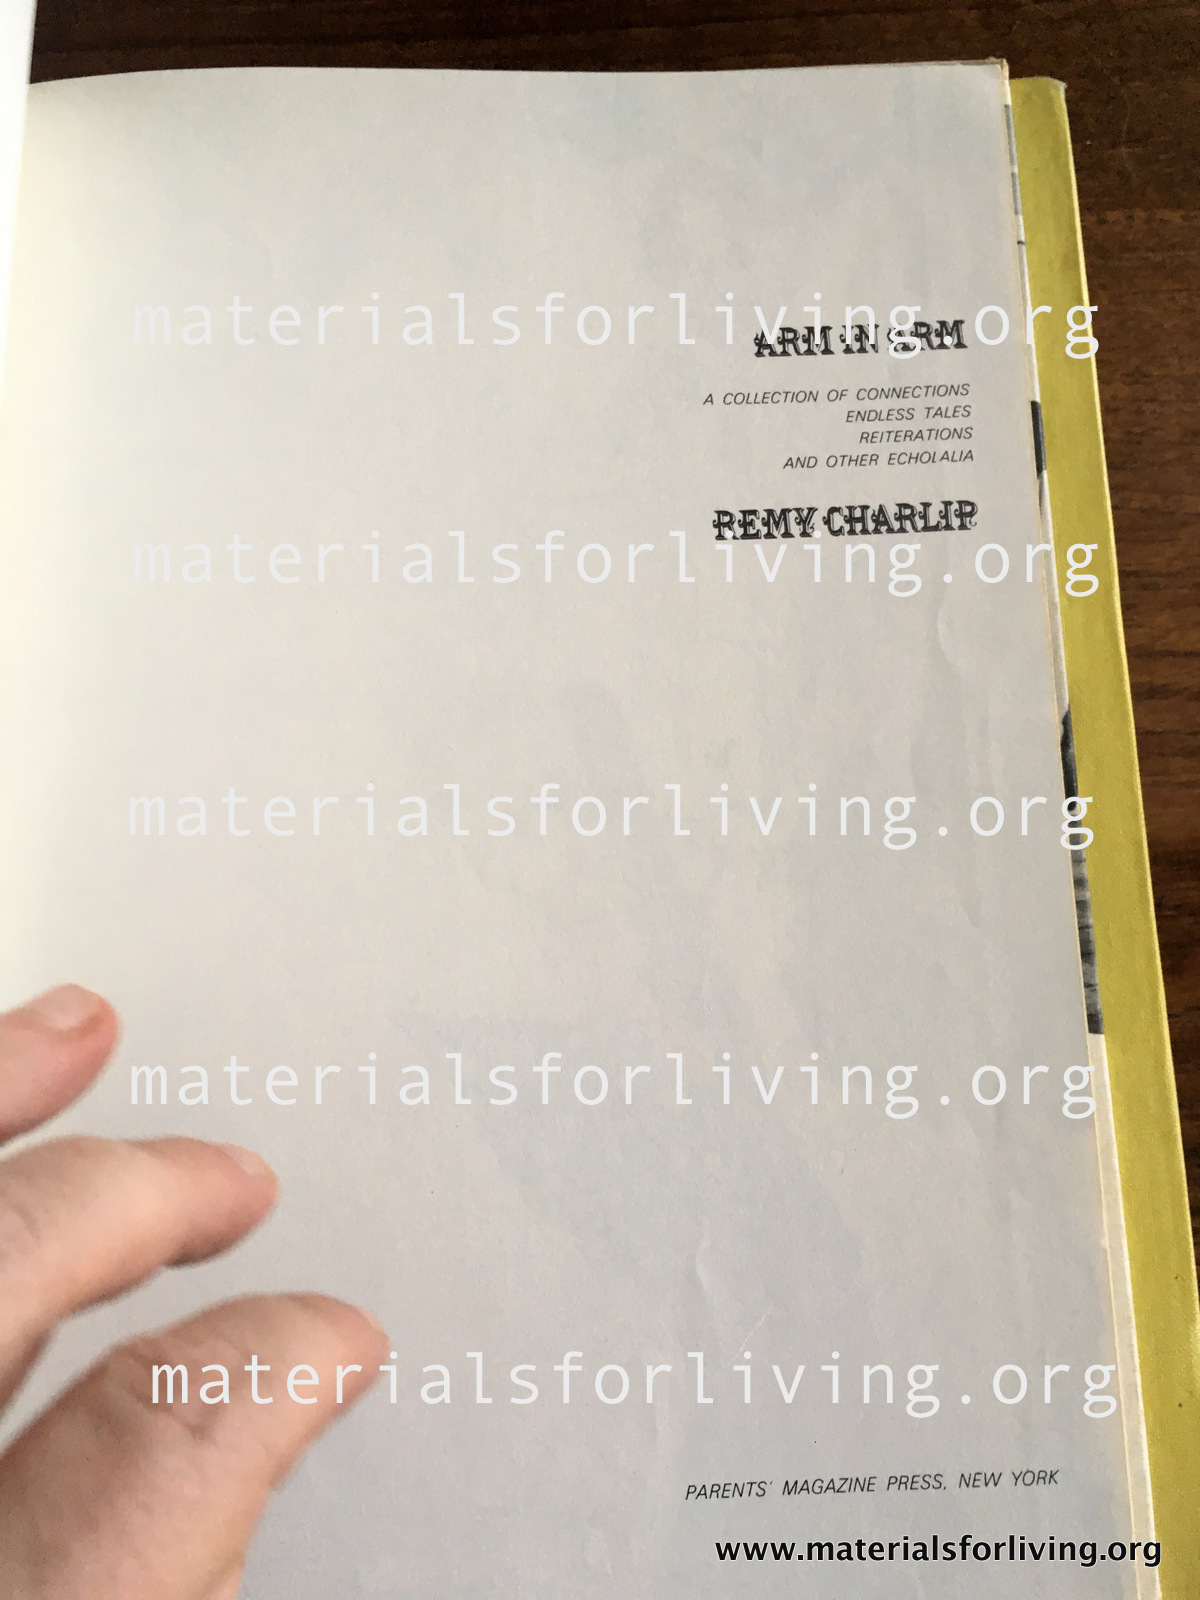 materialsforliving.org
ARM IN ARM
A COLLECTION OF CONNECTIONS
ENDLESS TALES
REITERATIONS
AND OTHER ECHOLALIA
REMY CHARLIP
materialsforliving.org
materialsforliving.org
materialsforliving.org
materialsforliving.org
PARENTS' MAGAZINE PRESS, NEW YORK
www.materialsforliving.org